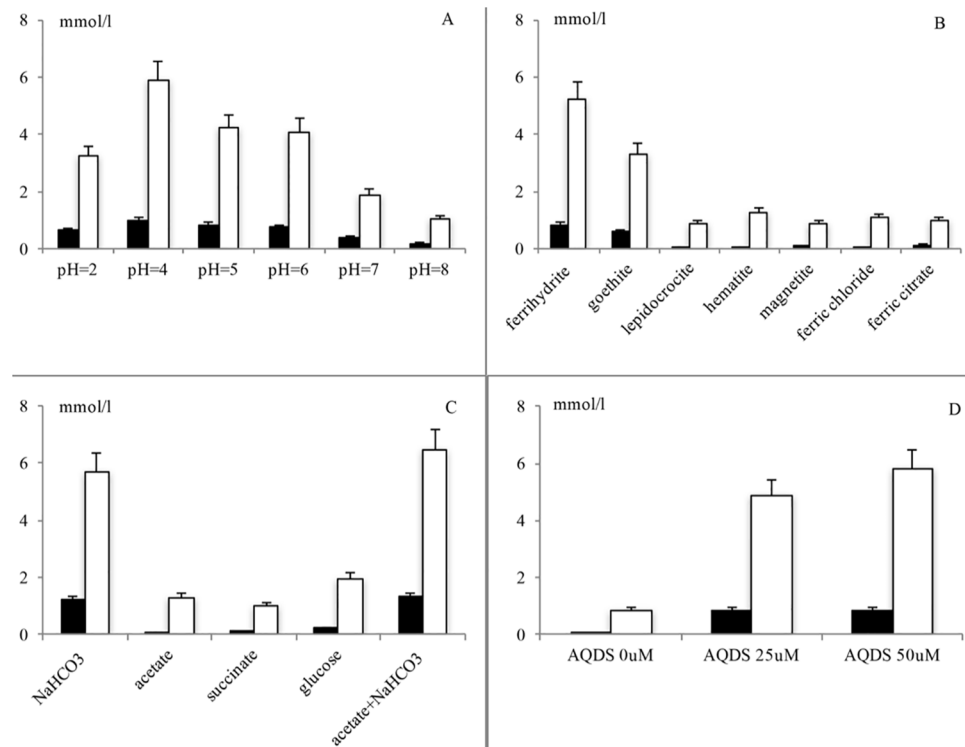 mmol/l
A
8
6
4
2
0
pH=2 pH=4 pH=5 pH=6 pH=7 pH=8
mmol/l
B
8
6
4
2
0
ferrihydrite
goethite
lepidocrocite
hematite
magnetite
ferric chloride
ferric citrate
mmol/l
C
8
6
4
2
0
NaHCO3
acetate
succinate
glucose
acetate+NaHCO3
mmol/l
D
8
6
4
2
0
AQDS 0uM AQDS 25uM AQDS 50uM